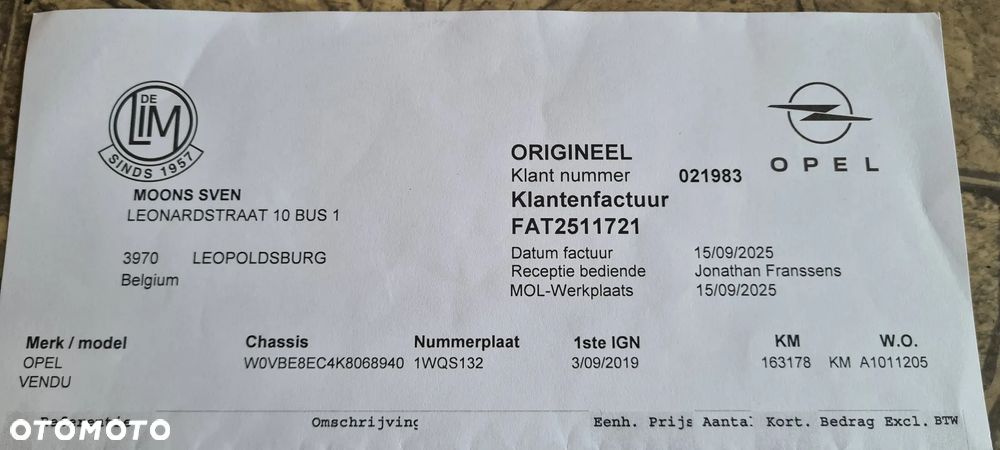 DE
LIM
SINDS 1957
MOONS SVEN
LEONARDSTRAAT 10 BUS 1
3970 LEOPOLDSBURG
Belgium
OPEL
ORIGINEEL
Klant nummer 021983
Klantenfactuur
FAT2511721
Datum factuur 15/09/2025
Receptie bediende Jonathan Franssens
MOL-Werkplaats 15/09/2025
Merk / model Chassis Nummerplaat 1ste IGN KM W.O.
OPEL W0VBE8EC4K8068940 1WQS132 3/09/2019 163178 KM A1011205
VENDU
Referentie Omschrijving Eenh. Prijs Aantal Kort. Bedrag Excl. BTW
OTOMOTO